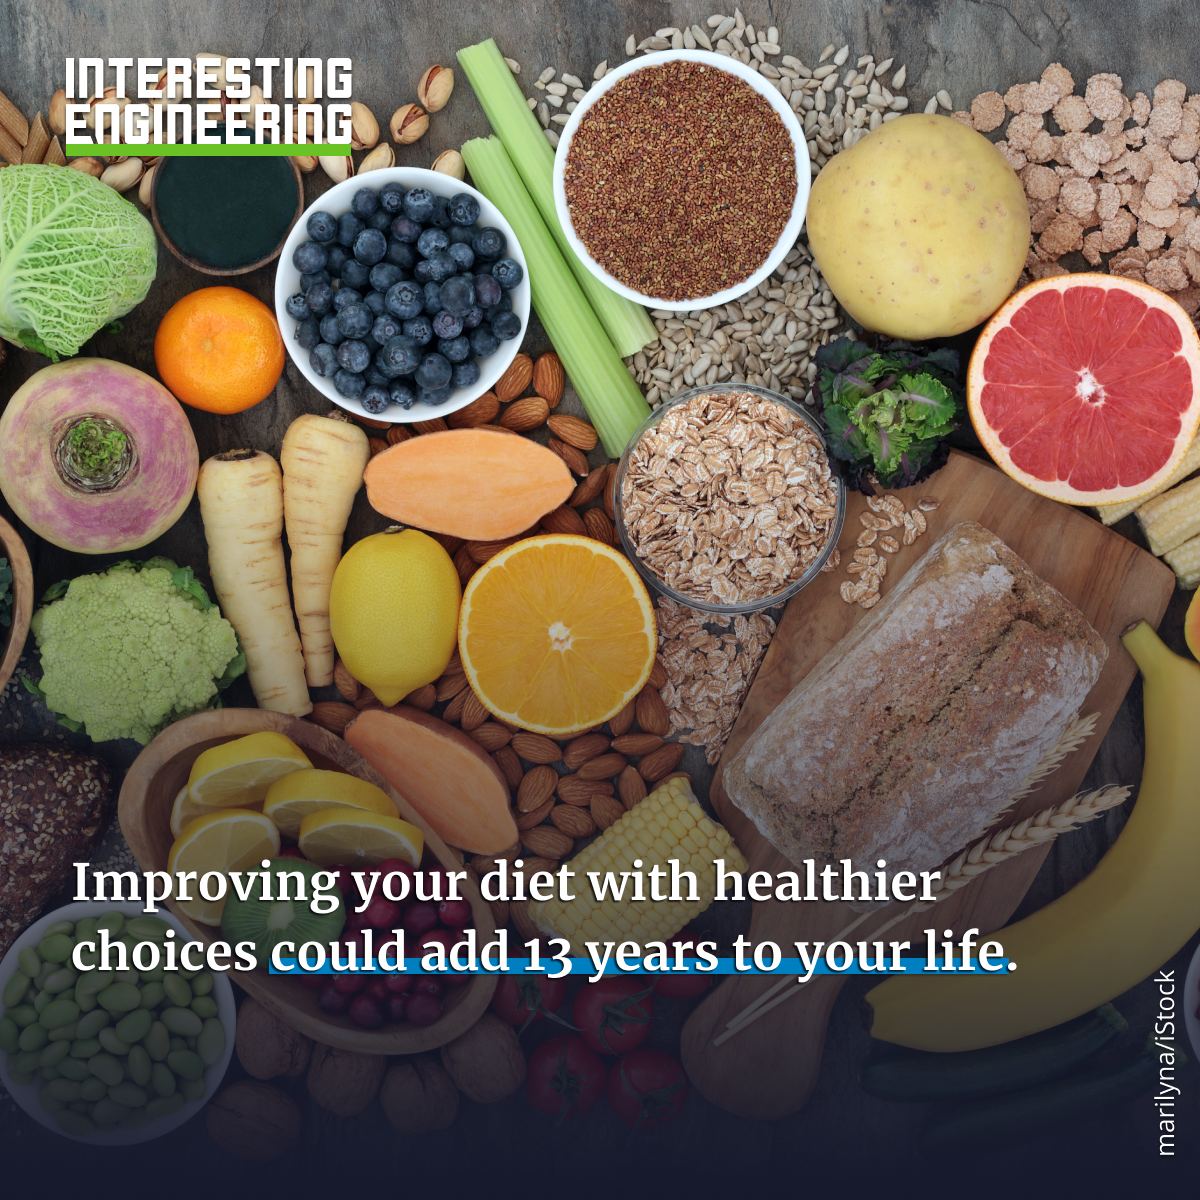 INTERESTING
ENGINEERING
Improving your diet with healthier
choices could add 13 years to your life.
marilyna/iStock